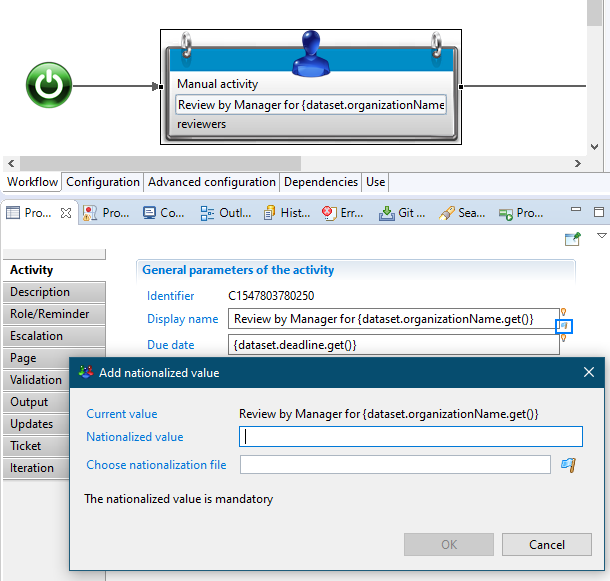 Manual activity
Review by Manager for {dataset.organizationName
reviewers
Workflow Configuration Advanced configuration Dependencies Use
Pro... Pro... Co... Outl... Hist... Err... Git ... Sea... Pro...
Activity
General parameters of the activity
Description
Identifier C1547803780250
Role/Reminder
Display name Review by Manager for {dataset.organizationName.get()}
Escalation
Due date {dataset.deadline.get()}
Page
Validation
Output
Updates
Ticket
Iteration
Add nationalized value
Current value Review by Manager for {dataset.organizationName.get()}
Nationalized value
Choose nationalization file
The nationalized value is mandatory
OK Cancel